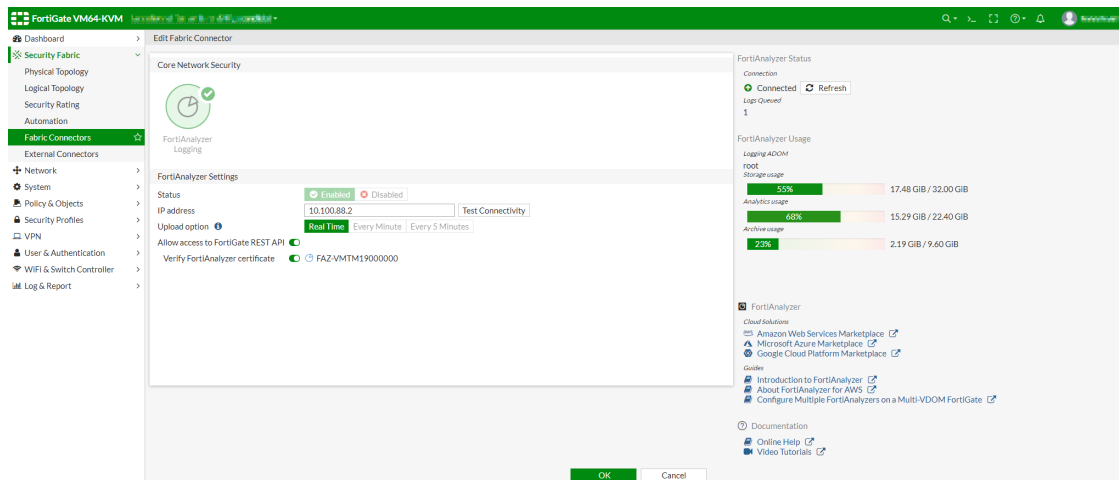 FortiGate VM64-KVM
Dashboard
Security Fabric
Physical Topology
Logical Topology
Security Rating
Automation
Fabric Connectors
External Connectors
Network
System
Policy & Objects
Security Profiles
VPN
User & Authentication
WiFi & Switch Controller
Log & Report
Edit Fabric Connector
Core Network Security
FortiAnalyzer
Logging
FortiAnalyzer Settings
Status Enabled Disabled
IP address 10.100.88.2 Test Connectivity
Upload option Real Time Every Minute Every 5 Minutes
Allow access to FortiGate REST API
Verify FortiAnalyzer certificate FAZ-VMTM19000000
OK Cancel
FortiAnalyzer Status
Connection
Connected Refresh
Logs Queued
1
FortiAnalyzer Usage
Logging ADOM
root
Storage usage
55% 17.48 GiB / 32.00 GiB
Analytics usage
68% 15.29 GiB / 22.40 GiB
Archive usage
23% 2.19 GiB / 9.60 GiB
FortiAnalyzer
Cloud Solutions
aws Amazon Web Services Marketplace
Microsoft Azure Marketplace
Google Cloud Platform Marketplace
Guides
Introduction to FortiAnalyzer
About FortiAnalyzer for AWS
Configure Multiple FortiAnalyzers on a Multi-VDOM FortiGate
Documentation
Online Help
Video Tutorials